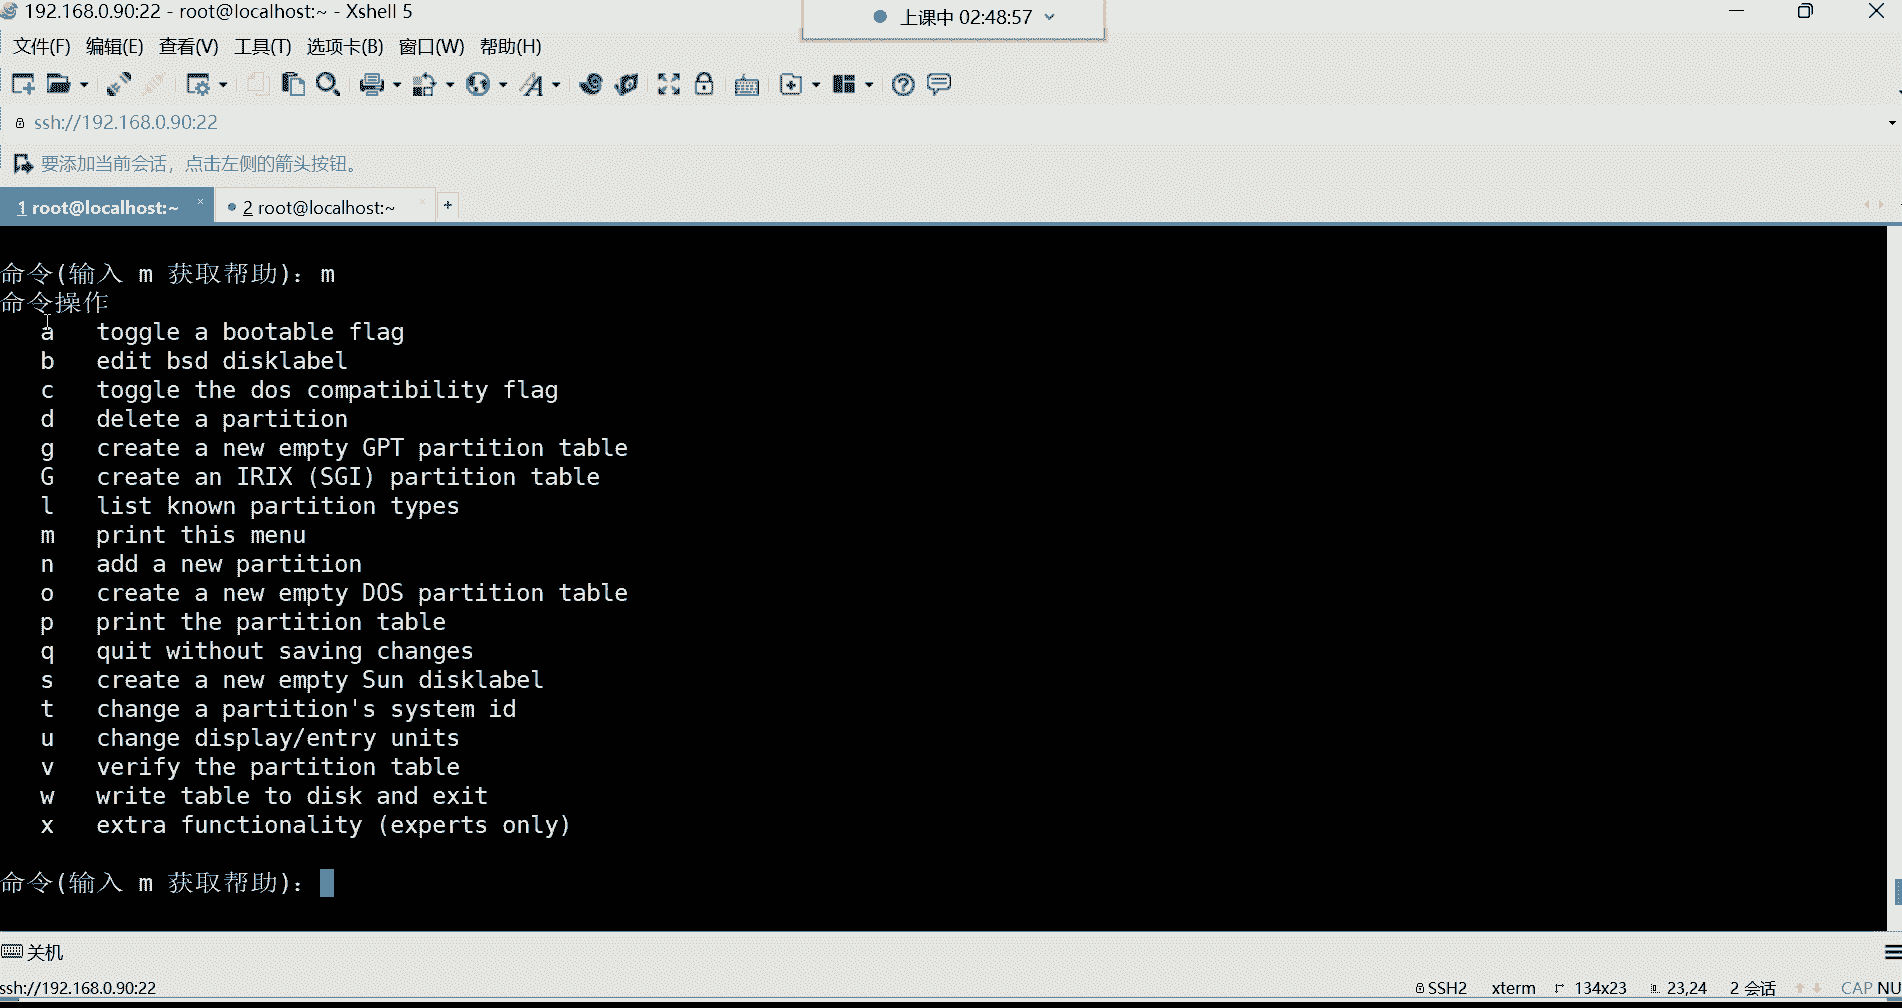 192.168.0.90:22 - root@localhost:~ - Xshell 5
上课中 02:48:57
文件(F) 编辑(E) 查看(V) 工具(T) 选项卡(B) 窗口(W) 帮助(H)
ssh://192.168.0.90:22
要添加当前会话，点击左侧的箭头按钮。
1 root@localhost:~ × 2 root@localhost:~ × +
命令(输入 m 获取帮助)：m
命令操作
a toggle a bootable flag
b edit bsd disklabel
c toggle the dos compatibility flag
d delete a partition
g create a new empty GPT partition table
G create an IRIX (SGI) partition table
l list known partition types
m print this menu
n add a new partition
o create a new empty DOS partition table
p print the partition table
q quit without saving changes
s create a new empty Sun disklabel
t change a partition's system id
u change display/entry units
v verify the partition table
w write table to disk and exit
x extra functionality (experts only)
命令(输入 m 获取帮助)：
关机
ssh://192.168.0.90:22 SSH2 xterm 134x23 23,24 2 会话 CAP NU